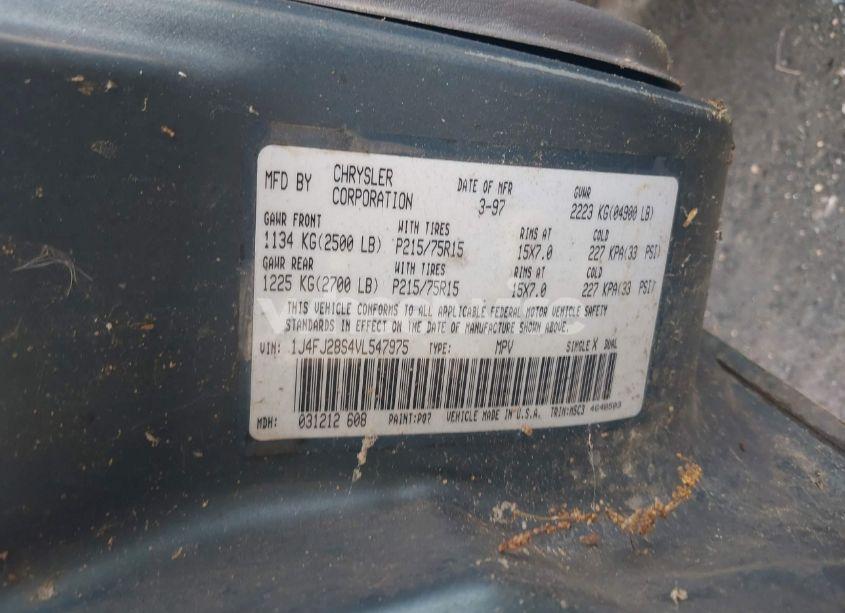 MFD BY CHRYSLER CORPORATION DATE OF MFR 3-97 GVWR 2223 KG(04900 LB)
GAWR FRONT WITH TIRES RIMS AT COLD
1134 KG(2500 LB) P215/75R15 15X7.0 227 KPA(33 PSI)
GAWR REAR WITH TIRES RIMS AT COLD
1225 KG(2700 LB) P215/75R15 15X7.0 227 KPA(33 PSI)
THIS VEHICLE CONFORMS TO ALL APPLICABLE FEDERAL MOTOR VEHICLE SAFETY
STANDARDS IN EFFECT ON THE DATE OF MANUFACTURE SHOWN ABOVE.
VIN: 1J4FJ28S4VL547975 TYPE: MPV SINGLE X DUAL
MDH: 031212 608 PAINT:PQ7 VEHICLE MADE IN U.S.A. TRIM:MSC3